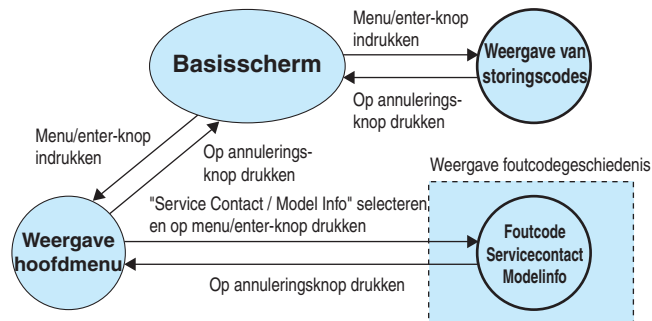 Menu/enter-knop
indrukken
Basisscherm
Weergave van
storingscodes
Op annulerings-
knop drukken
Menu/enter-knop
indrukken
Op annulerings-
knop drukken
Weergave foutcodegeschiedenis
"Service Contact / Model Info" selecteren
en op menu/enter-knop drukken
Weergave
hoofdmenu
Foutcode
Servicecontact
Modelinfo
Op annuleringsknop drukken